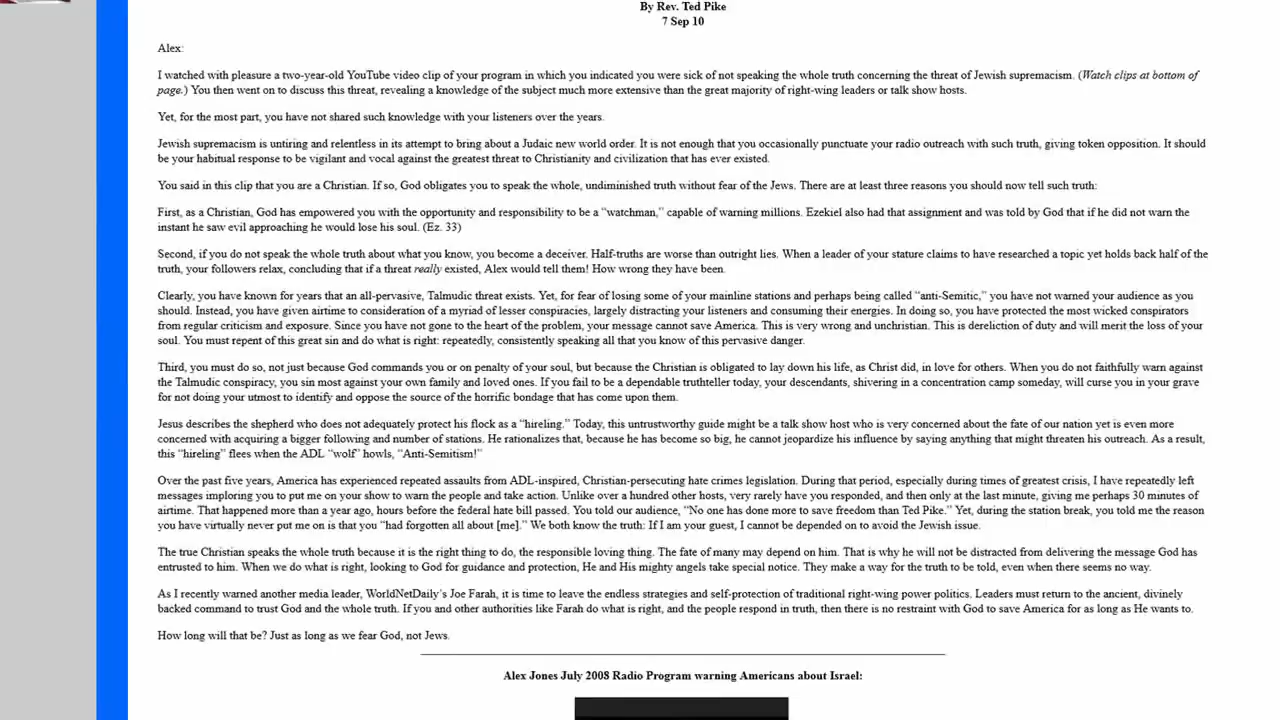 By Rev. Ted Pike
7 Sep 10
Alex:
I watched with pleasure a two-year-old YouTube video clip of your program in which you indicated you were sick of not speaking the whole truth concerning the threat of Jewish supremacism. (Watch clips at bottom of
page.) You then went on to discuss this threat, revealing a knowledge of the subject much more extensive than the great majority of right-wing leaders or talk show hosts.
Yet, for the most part, you have not shared such knowledge with your listeners over the years.
Jewish supremacism is untiring and relentless in its attempt to bring about a Judaic new world order. It is not enough that you occasionally punctuate your radio outreach with such truth, giving token opposition. It should
be your habitual response to be vigilant and vocal against the greatest threat to Christianity and civilization that has ever existed.
You said in this clip that you are a Christian. If so, God obligates you to speak the whole, undiminished truth without fear of the Jews. There are at least three reasons you should now tell such truth:
First, as a Christian, God has empowered you with the opportunity and responsibility to be a “watchman,” capable of warning millions. Ezekiel also had that assignment and was told by God that if he did not warn the
instant he saw evil approaching he would lose his soul. (Ez. 33)
Second, if you do not speak the whole truth about what you know, you become a deceiver. Half-truths are worse than outright lies. When a leader of your stature claims to have researched a topic yet holds back half of the
truth, your followers relax, concluding that if a threat really existed, Alex would tell them! How wrong they have been.
Clearly, you have known for years that an all-pervasive, Talmudic threat exists. Yet, for fear of losing some of your mainline stations and perhaps being called “anti-Semitic,” you have not warned your audience as you
should. Instead, you have given airtime to consideration of a myriad of lesser conspiracies, largely distracting your listeners and consuming their energies. In doing so, you have protected the most wicked conspirators
from regular criticism and exposure. Since you have not gone to the heart of the problem, your message cannot save America. This is very wrong and unchristian. This is dereliction of duty and will merit the loss of your
soul. You must repent of this great sin and do what is right: repeatedly, consistently speaking all that you know of this pervasive danger.
Third, you must do so, not just because God commands you or on penalty of your soul, but because the Christian is obligated to lay down his life, as Christ did, in love for others. When you do not faithfully warn against
the Talmudic conspiracy, you sin most against your own family and loved ones. If you fail to be a dependable truthteller today, your descendants, shivering in a concentration camp someday, will curse you in your grave
for not doing your utmost to identify and oppose the source of the horrific bondage that has come upon them.
Jesus describes the shepherd who does not adequately protect his flock as a “hireling.” Today, this untrustworthy guide might be a talk show host who is very concerned about the fate of our nation yet is even more
concerned with acquiring a bigger following and number of stations. He rationalizes that, because he has become so big, he cannot jeopardize his influence by saying anything that might threaten his outreach. As a result,
this “hireling” flees when the ADL “wolf” howls, “Anti-Semitism!”
Over the past five years, America has experienced repeated assaults from ADL-inspired, Christian-persecuting hate crimes legislation. During that period, especially during times of greatest crisis, I have repeatedly left
messages imploring you to put me on your show to warn the people and take action. Unlike over a hundred other hosts, very rarely have you responded, and then only at the last minute, giving me perhaps 30 minutes of
airtime. That happened more than a year ago, hours before the federal hate bill passed. You told our audience, “No one has done more to save freedom than Ted Pike.” Yet, during the station break, you told me the reason
you have virtually never put me on is that you “had forgotten all about [me].” We both know the truth: If I am your guest, I cannot be depended on to avoid the Jewish issue.
The true Christian speaks the whole truth because it is the right thing to do, the responsible loving thing. The fate of many may depend on him. That is why he will not be distracted from delivering the message God has
entrusted to him. When we do what is right, looking to God for guidance and protection, He and His mighty angels take special notice. They make a way for the truth to be told, even when there seems no way.
As I recently warned another media leader, WorldNetDaily’s Joe Farah, it is time to leave the endless strategies and self-protection of traditional right-wing power politics. Leaders must return to the ancient, divinely
backed command to trust God and the whole truth. If you and other authorities like Farah do what is right, and the people respond in truth, then there is no restraint with God to save America for as long as He wants to.
How long will that be? Just as long as we fear God, not Jews.
Alex Jones July 2008 Radio Program warning Americans about Israel: